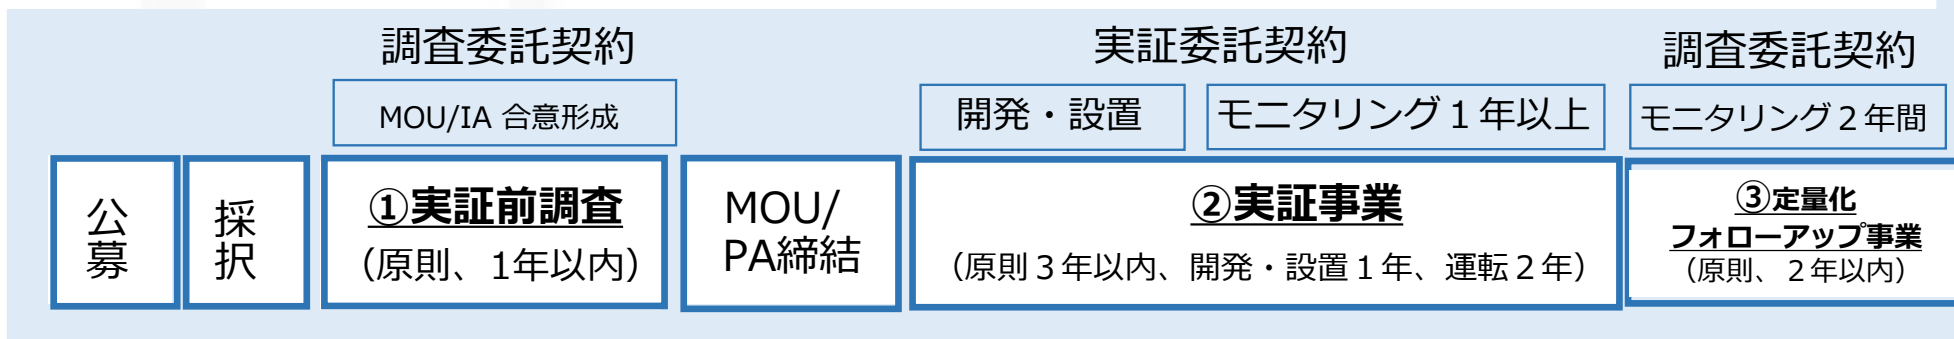 調査委託契約
実証委託契約
調査委託契約
MOU/IA 合意形成
開発・設置
モニタリング１年以上
モニタリング２年間
公募
採択
①実証前調査
（原則、1年以内）
MOU/
PA締結
②実証事業
（原則３年以内、開発・設置１年、運転２年）
③定量化
フォローアップ事業
（原則、２年以内）